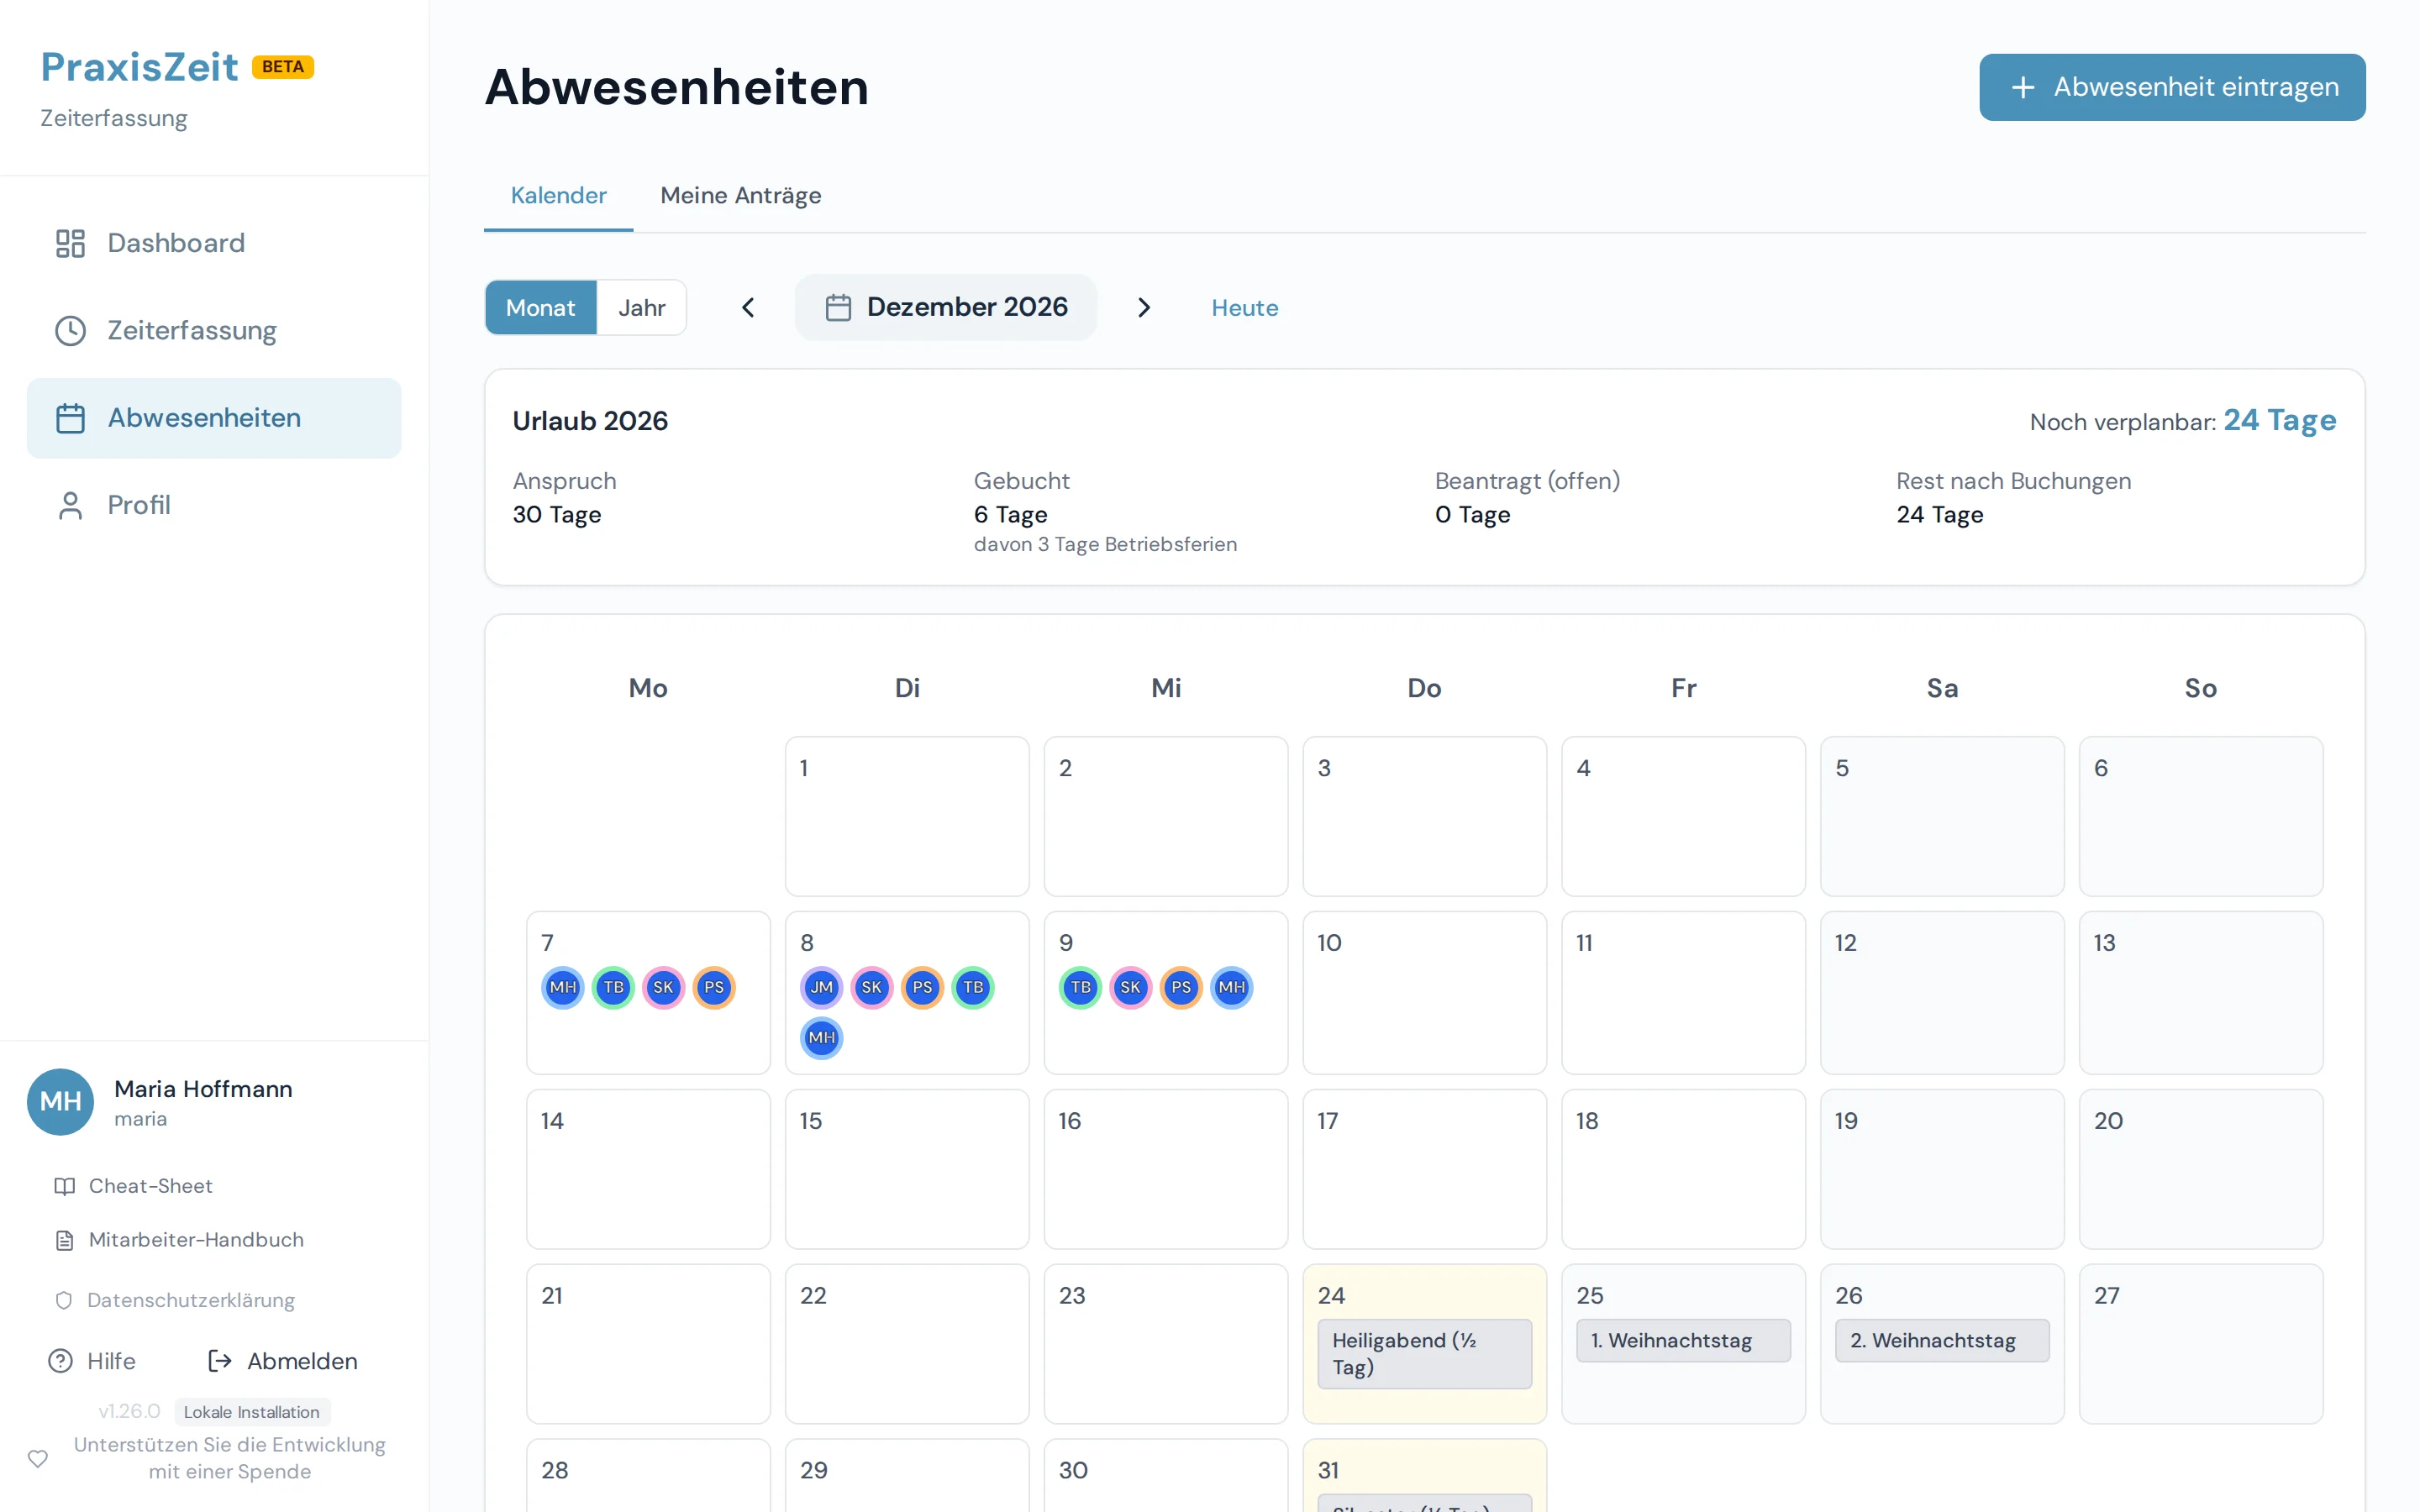 PraxisZeit BETA
Zeiterfassung
Dashboard
Zeiterfassung
Abwesenheiten
Profil
MH Maria Hoffmann
maria
Cheat-Sheet
Mitarbeiter-Handbuch
Datenschutzerklärung
Hilfe Abmelden
v1.26.0 Lokale Installation
Unterstützen Sie die Entwicklung
mit einer Spende
Abwesenheiten
Abwesenheit eintragen
Kalender Meine Anträge
Monat Jahr Dezember 2026 Heute
Urlaub 2026 Noch verplanbar: 24 Tage
Anspruch Gebucht Beantragt (offen) Rest nach Buchungen
30 Tage 6 Tage 0 Tage 24 Tage
davon 3 Tage Betriebsferien
Mo Di Mi Do Fr Sa So
1 2 3 4 5 6
7 8 9 10 11 12 13
MH TB SK PS JM SK PS TB TB SK PS MH
MH
14 15 16 17 18 19 20
21 22 23 24 25 26 27
Heiligabend (½ 1. Weihnachtstag 2. Weihnachtstag
Tag)
28 29 30 31